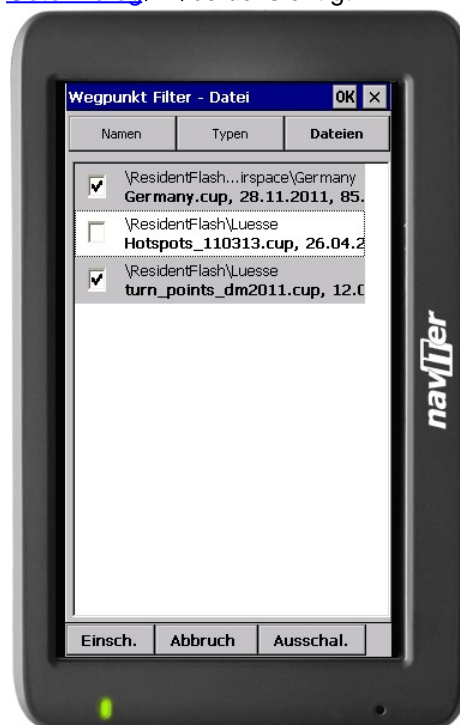 Wegpunkt Filter - Datei OK ×
Namen Typen Dateien
\ResidentFlash...irspace\Germany
Germany.cup, 28.11.2011, 85.
\ResidentFlash\Luesse
Hotspots_110313.cup, 26.04.2
\ResidentFlash\Luesse
turn_points_dm2011.cup, 12.0
Einsch. Abbruch Ausschal.
naviter